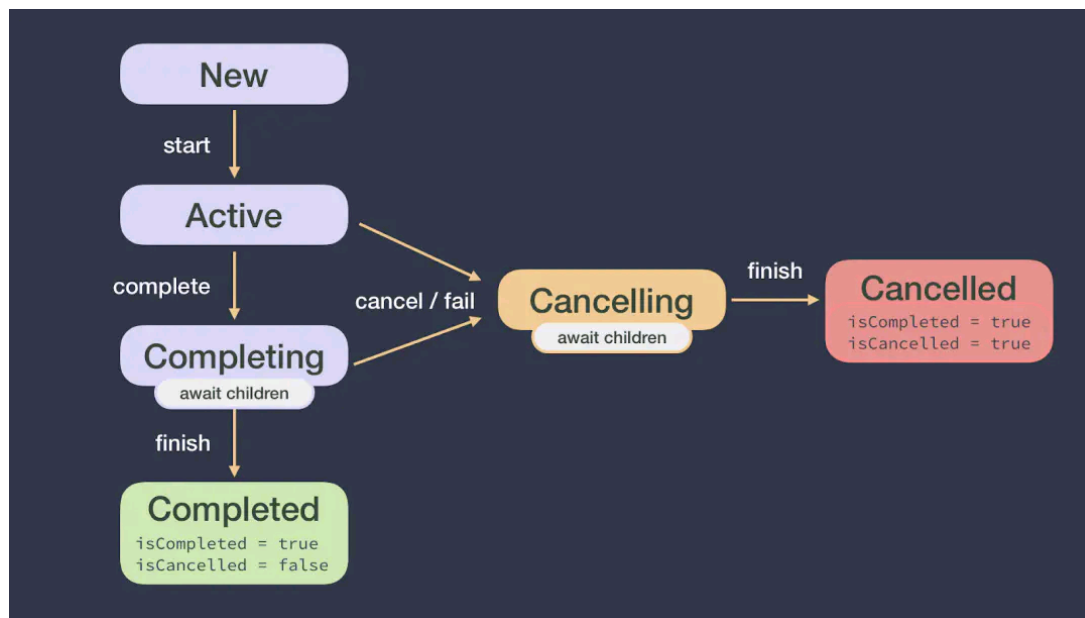 New
start
Active
complete
cancel / fail
Completing
await children
finish
Completed
isCompleted = true
isCancelled = false
Cancelling
await children
finish
Cancelled
isCompleted = true
isCancelled = true